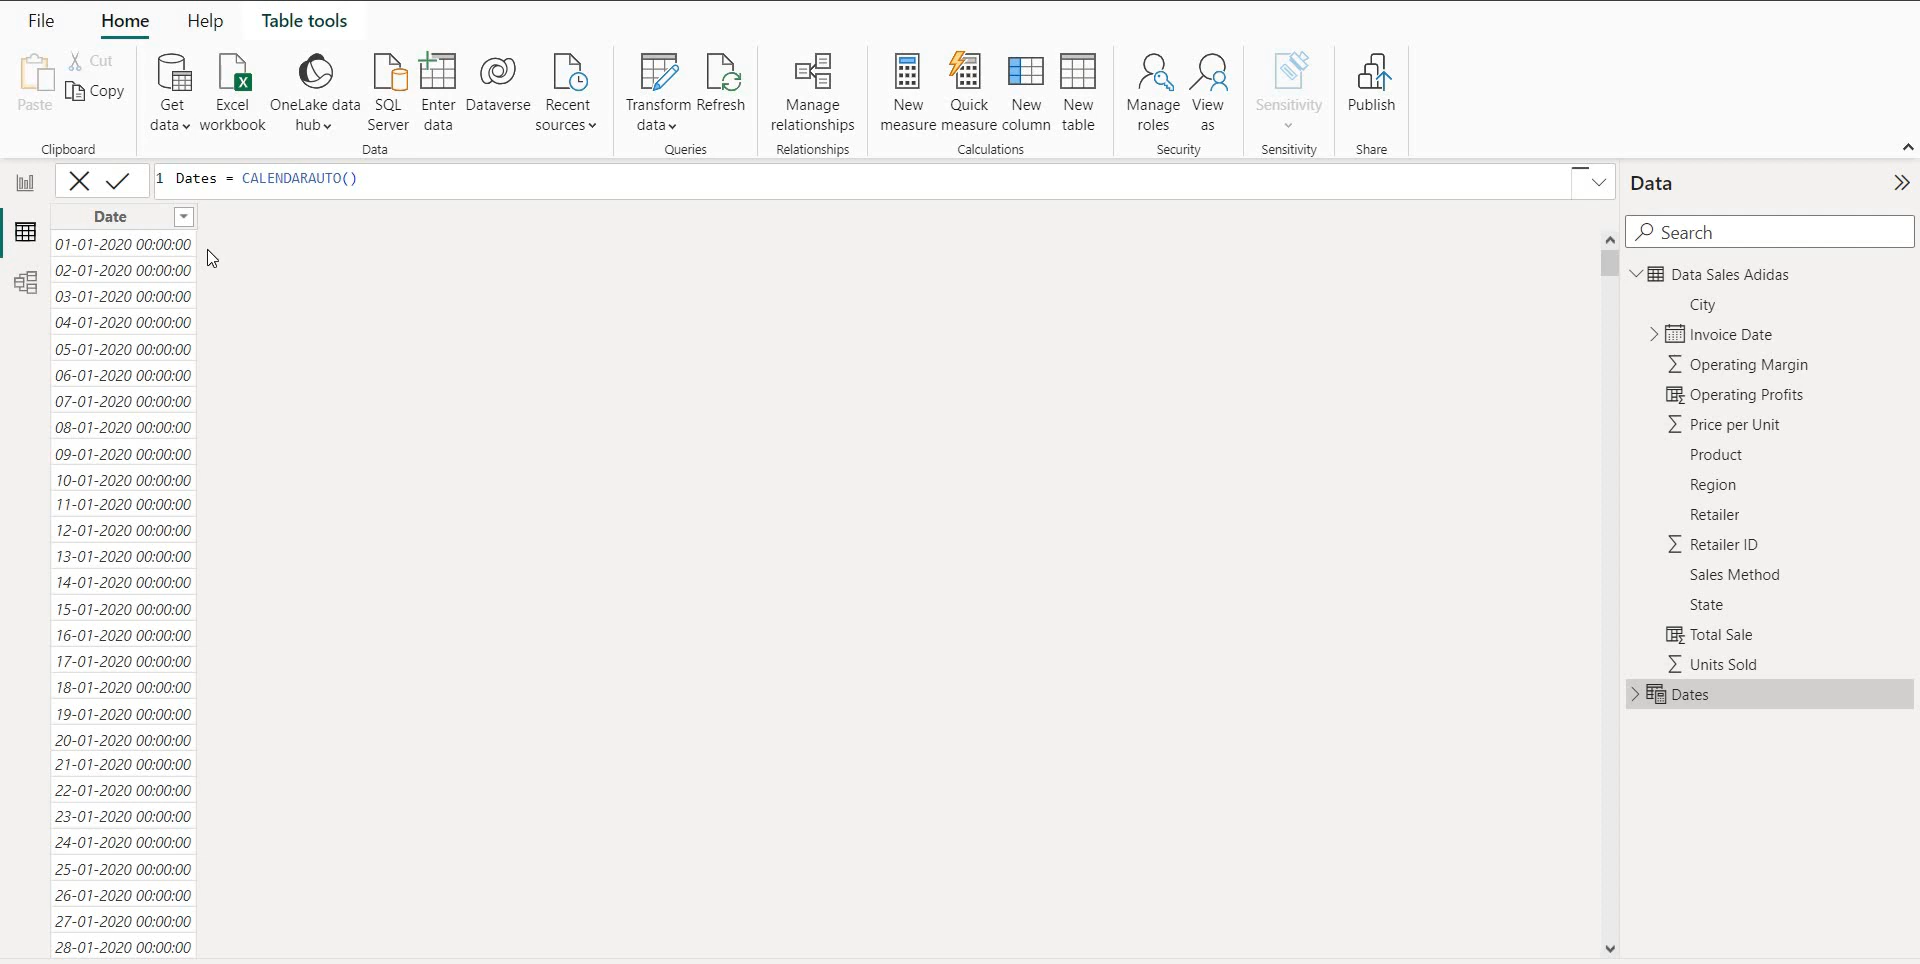 File Home Help Table tools
Paste
Cut
Copy
Clipboard
Get data
Excel workbook
OneLake data hub
SQL Server
Enter data
Dataverse
Recent sources
Data
Transform data
Refresh
Queries
Manage relationships
Relationships
New measure
Quick measure
New column
New table
Calculations
Manage roles
View as
Security
Sensitivity
Sensitivity
Publish
Share
1 Dates = CALENDARAUTO()
Date
01-01-2020 00:00:00
02-01-2020 00:00:00
03-01-2020 00:00:00
04-01-2020 00:00:00
05-01-2020 00:00:00
06-01-2020 00:00:00
07-01-2020 00:00:00
08-01-2020 00:00:00
09-01-2020 00:00:00
10-01-2020 00:00:00
11-01-2020 00:00:00
12-01-2020 00:00:00
13-01-2020 00:00:00
14-01-2020 00:00:00
15-01-2020 00:00:00
16-01-2020 00:00:00
17-01-2020 00:00:00
18-01-2020 00:00:00
19-01-2020 00:00:00
20-01-2020 00:00:00
21-01-2020 00:00:00
22-01-2020 00:00:00
23-01-2020 00:00:00
24-01-2020 00:00:00
25-01-2020 00:00:00
26-01-2020 00:00:00
27-01-2020 00:00:00
28-01-2020 00:00:00
Data
Search
Data Sales Adidas
City
Invoice Date
Operating Margin
Operating Profits
Price per Unit
Product
Region
Retailer
Retailer ID
Sales Method
State
Total Sale
Units Sold
Dates